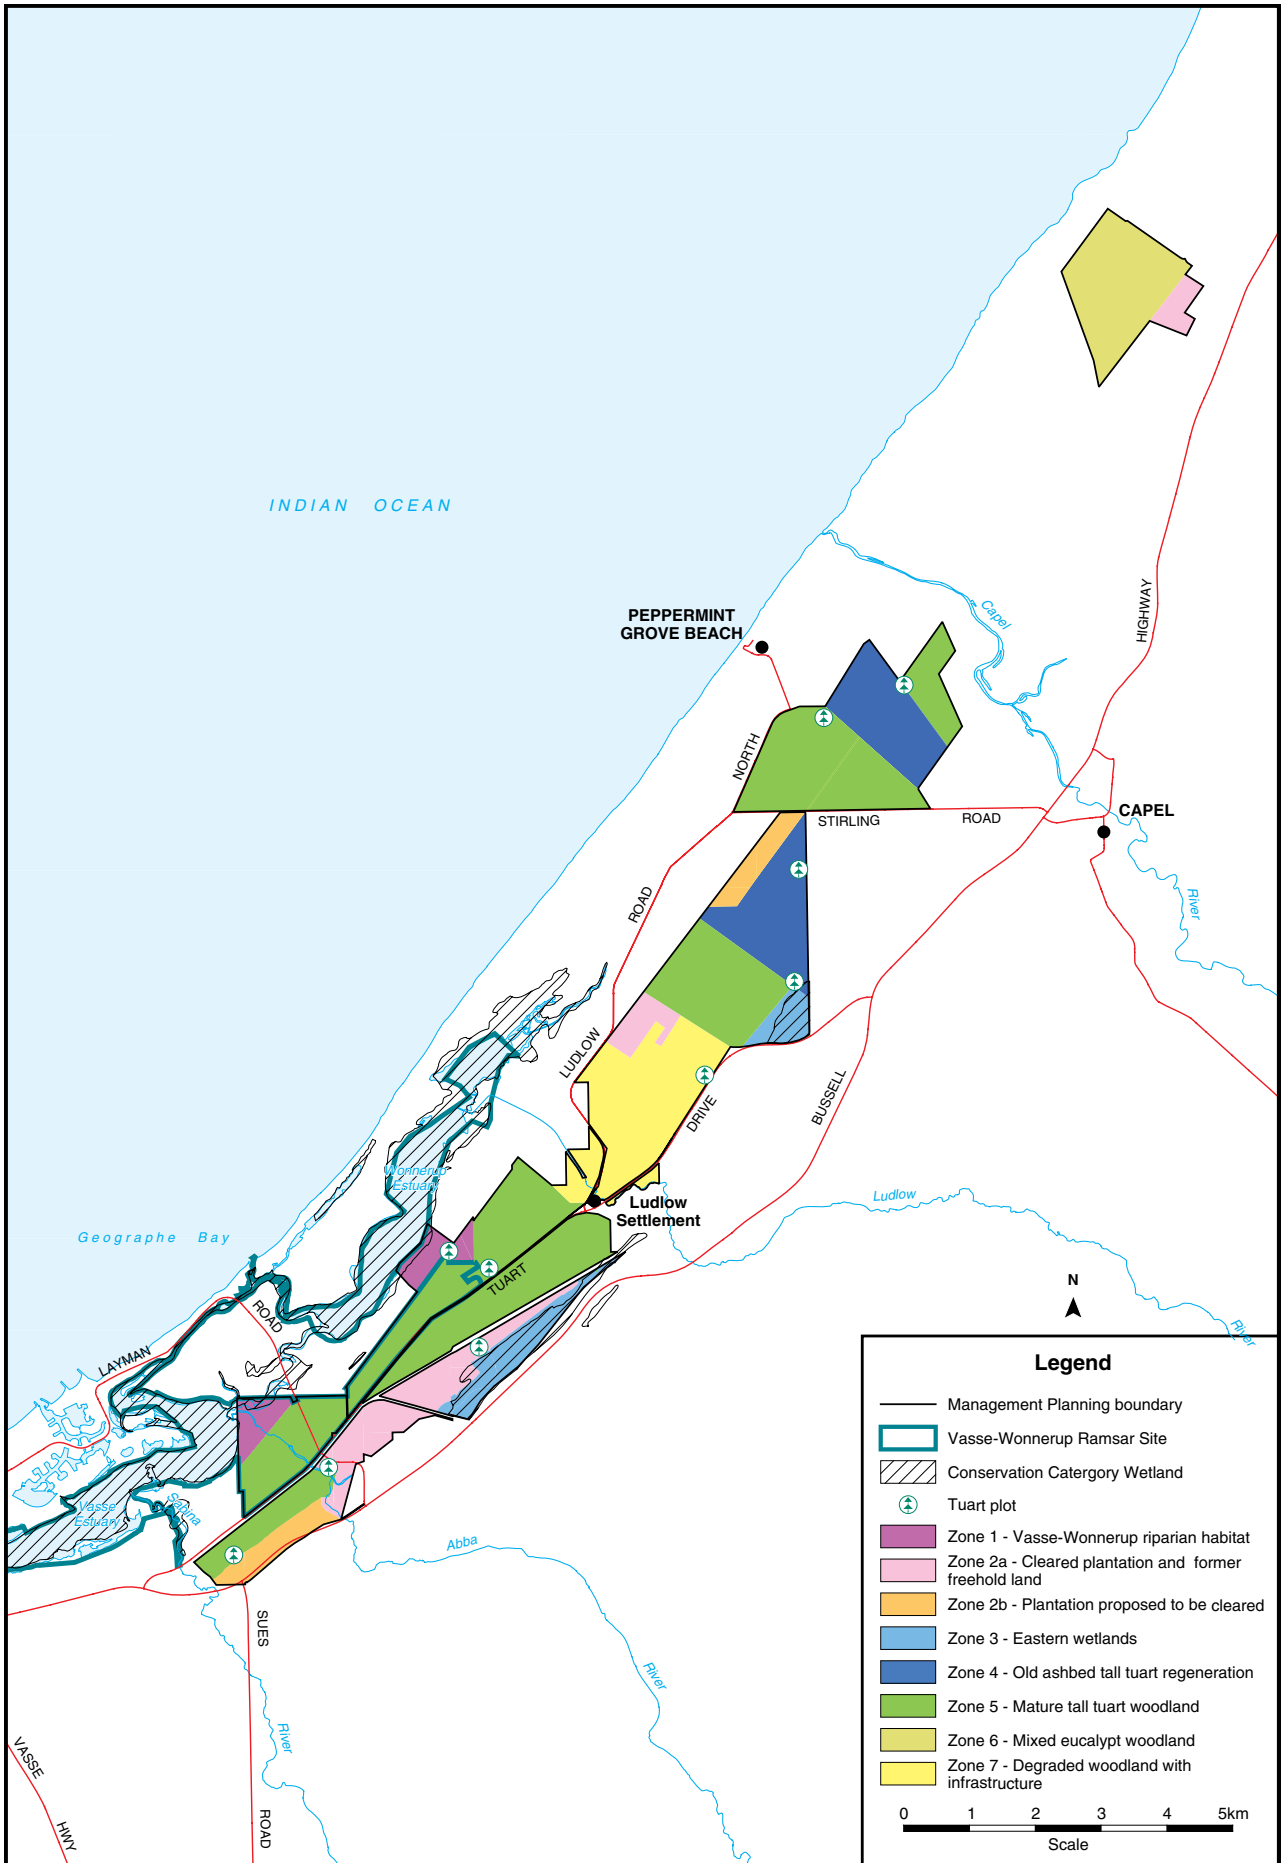 INDIAN OCEAN
PEPPERMINT
GROVE BEACH
Capel
HIGHWAY
NORTH
STIRLING
ROAD
CAPEL
ROAD
River
LUDLOW
DRIVE
BUSSELL
Wonnerup
Estuary
Ludlow
Settlement
Ludlow
River
Geographe Bay
TUART
ROAD
LAYMAN
N
Vasse
Estuary
Sabina
Abba
River
SUES
ROAD
River
VASSE
HWY
Legend
Management Planning boundary
Vasse-Wonnerup Ramsar Site
Conservation Catergory Wetland
Tuart plot
Zone 1 - Vasse-Wonnerup riparian habitat
Zone 2a - Cleared plantation and former
freehold land
Zone 2b - Plantation proposed to be cleared
Zone 3 - Eastern wetlands
Zone 4 - Old ashbed tall tuart regeneration
Zone 5 - Mature tall tuart woodland
Zone 6 - Mixed eucalypt woodland
Zone 7 - Degraded woodland with
infrastructure
0 1 2 3 4 5km
Scale